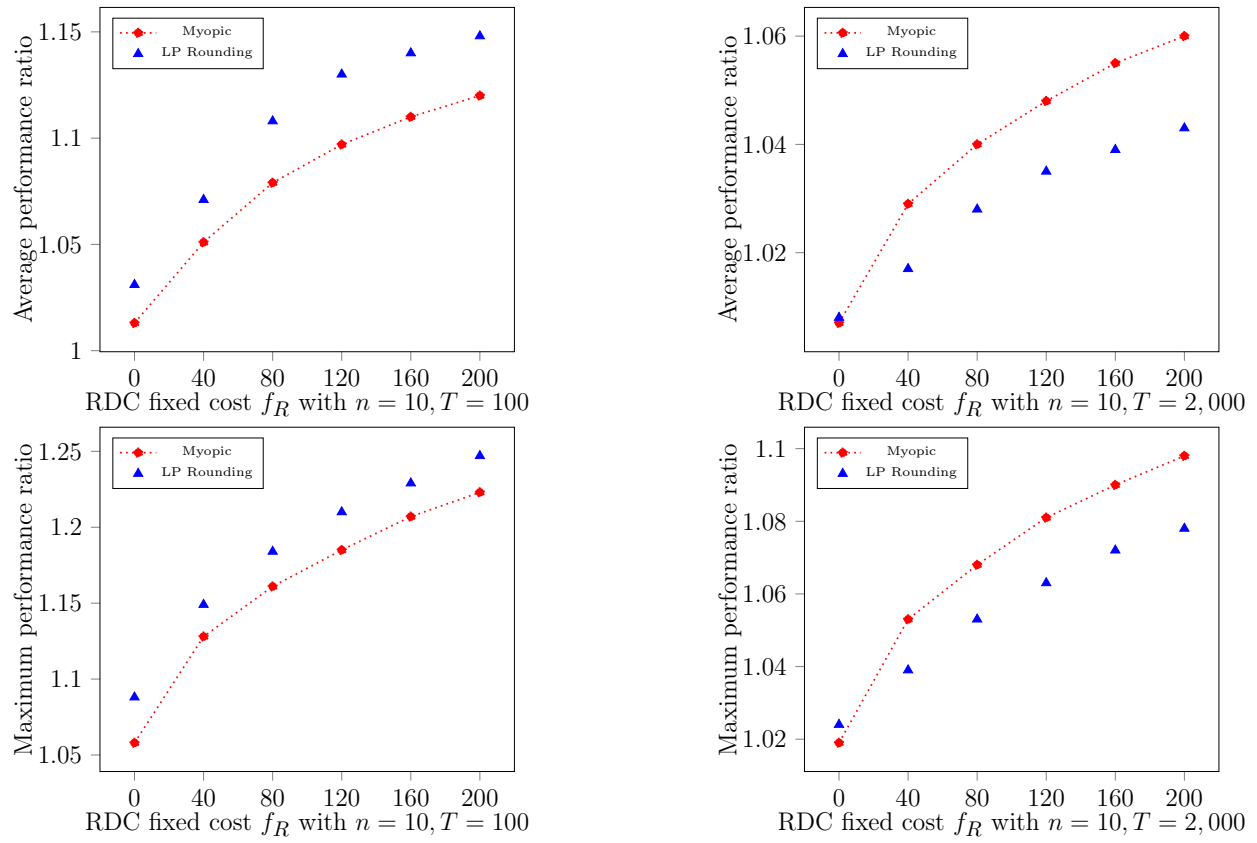 Average performance ratio
1.15
1.1
1.05
1
Myopic
LP Rounding
0 40 80 120 160 200
RDC fixed cost f_R with n = 10, T = 100
Average performance ratio
1.06
1.04
1.02
Myopic
LP Rounding
0 40 80 120 160 200
RDC fixed cost f_R with n = 10, T = 2,000
Maximum performance ratio
1.25
1.2
1.15
1.1
1.05
Myopic
LP Rounding
0 40 80 120 160 200
RDC fixed cost f_R with n = 10, T = 100
Maximum performance ratio
1.1
1.08
1.06
1.04
1.02
Myopic
LP Rounding
0 40 80 120 160 200
RDC fixed cost f_R with n = 10, T = 2,000